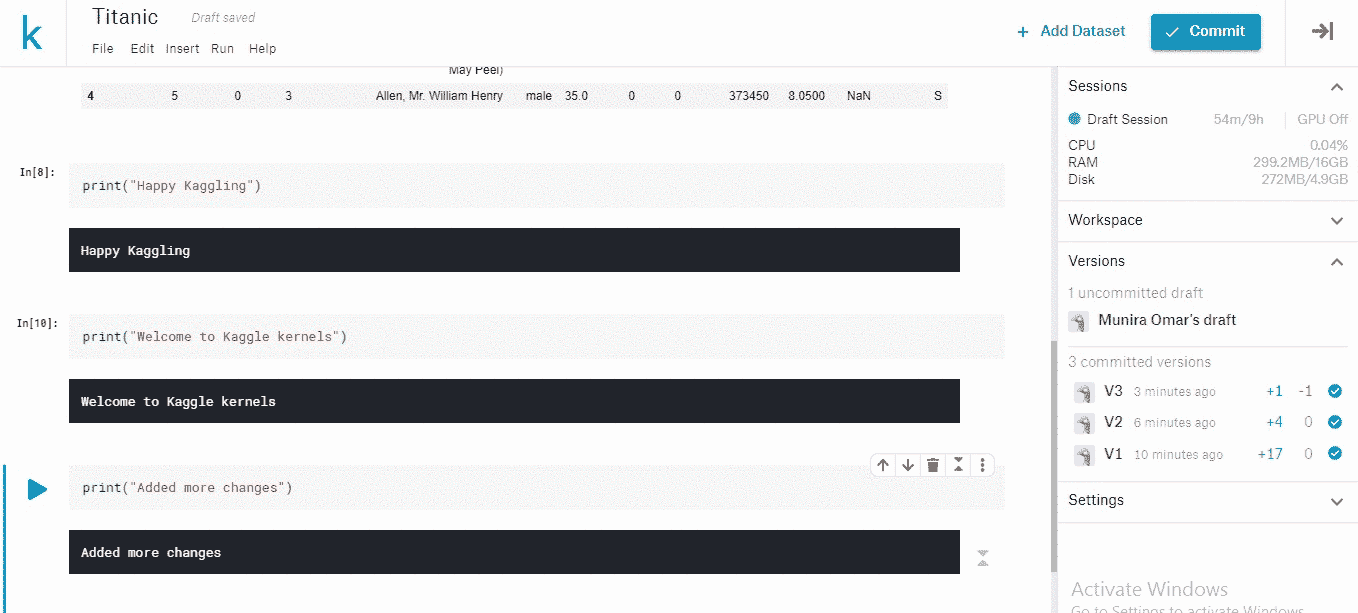 k
Titanic Draft saved
File Edit Insert Run Help
+ Add Dataset
Commit
May Peel)
4 5 0 3 Allen, Mr. William Henry male 35.0 0 0 373450 8.0500 NaN S
In[8]:
print("Happy Kaggling")
Happy Kaggling
In[10]:
print("Welcome to Kaggle kernels")
Welcome to Kaggle kernels
print("Added more changes")
Added more changes
Sessions
Draft Session 54m/9h GPU Off
CPU 0.04%
RAM 299.2MB/16GB
Disk 272MB/4.9GB
Workspace
Versions
1 uncommitted draft
Munira Omar's draft
3 committed versions
V3 3 minutes ago +1 -1
V2 6 minutes ago +4 0
V1 10 minutes ago +17 0
Settings
Activate Windows
Go to Settings to activate Windows.